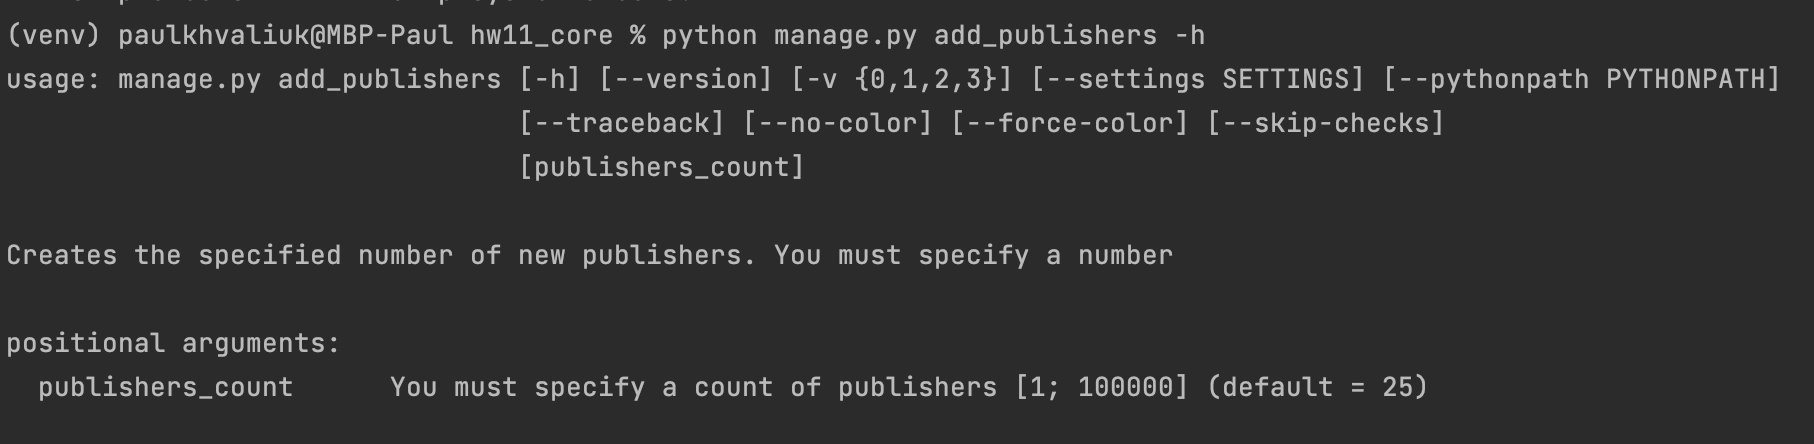 (venv) paulkhvaliuk@MBP-Paul hw11_core % python manage.py add_publishers -h
usage: manage.py add_publishers [-h] [--version] [-v {0,1,2,3}] [--settings SETTINGS] [--pythonpath PYTHONPATH]
[--traceback] [--no-color] [--force-color] [--skip-checks]
[publishers_count]
Creates the specified number of new publishers. You must specify a number
positional arguments:
publishers_count You must specify a count of publishers [1; 100000] (default = 25)